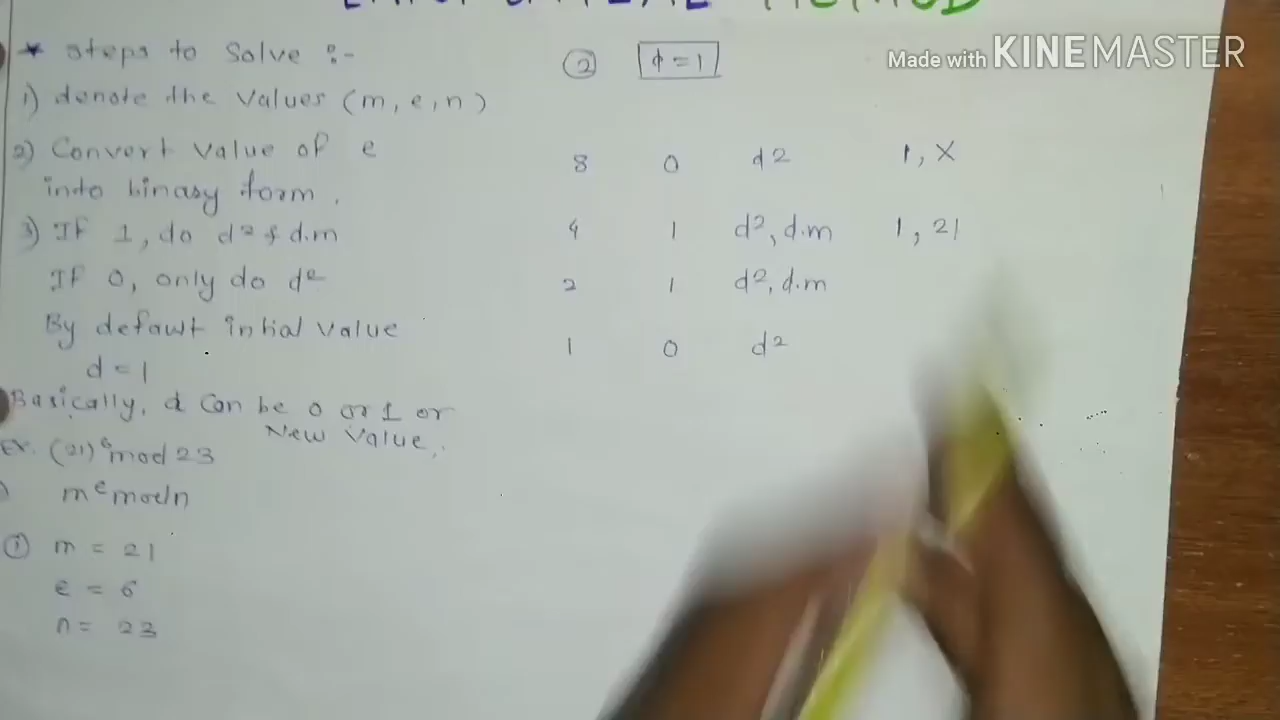 METHOD
Made with KINEMASTER
* Steps to Solve :-
1) denote the values (m, e, n)
2) Convert value of e
into binary form.
3) If 1, do d² & d.m
If 0, only do d²
By default intial value
d = 1
Basically, d can be 0 or 1 or
New value.
Ex. (21)⁶ mod 23
mᵉ mod n
① m = 21
e = 6
n = 23
② d = 1
8 0 d² 1, X
4 1 d², d.m 1, 21
2 1 d², d.m
1 0 d²